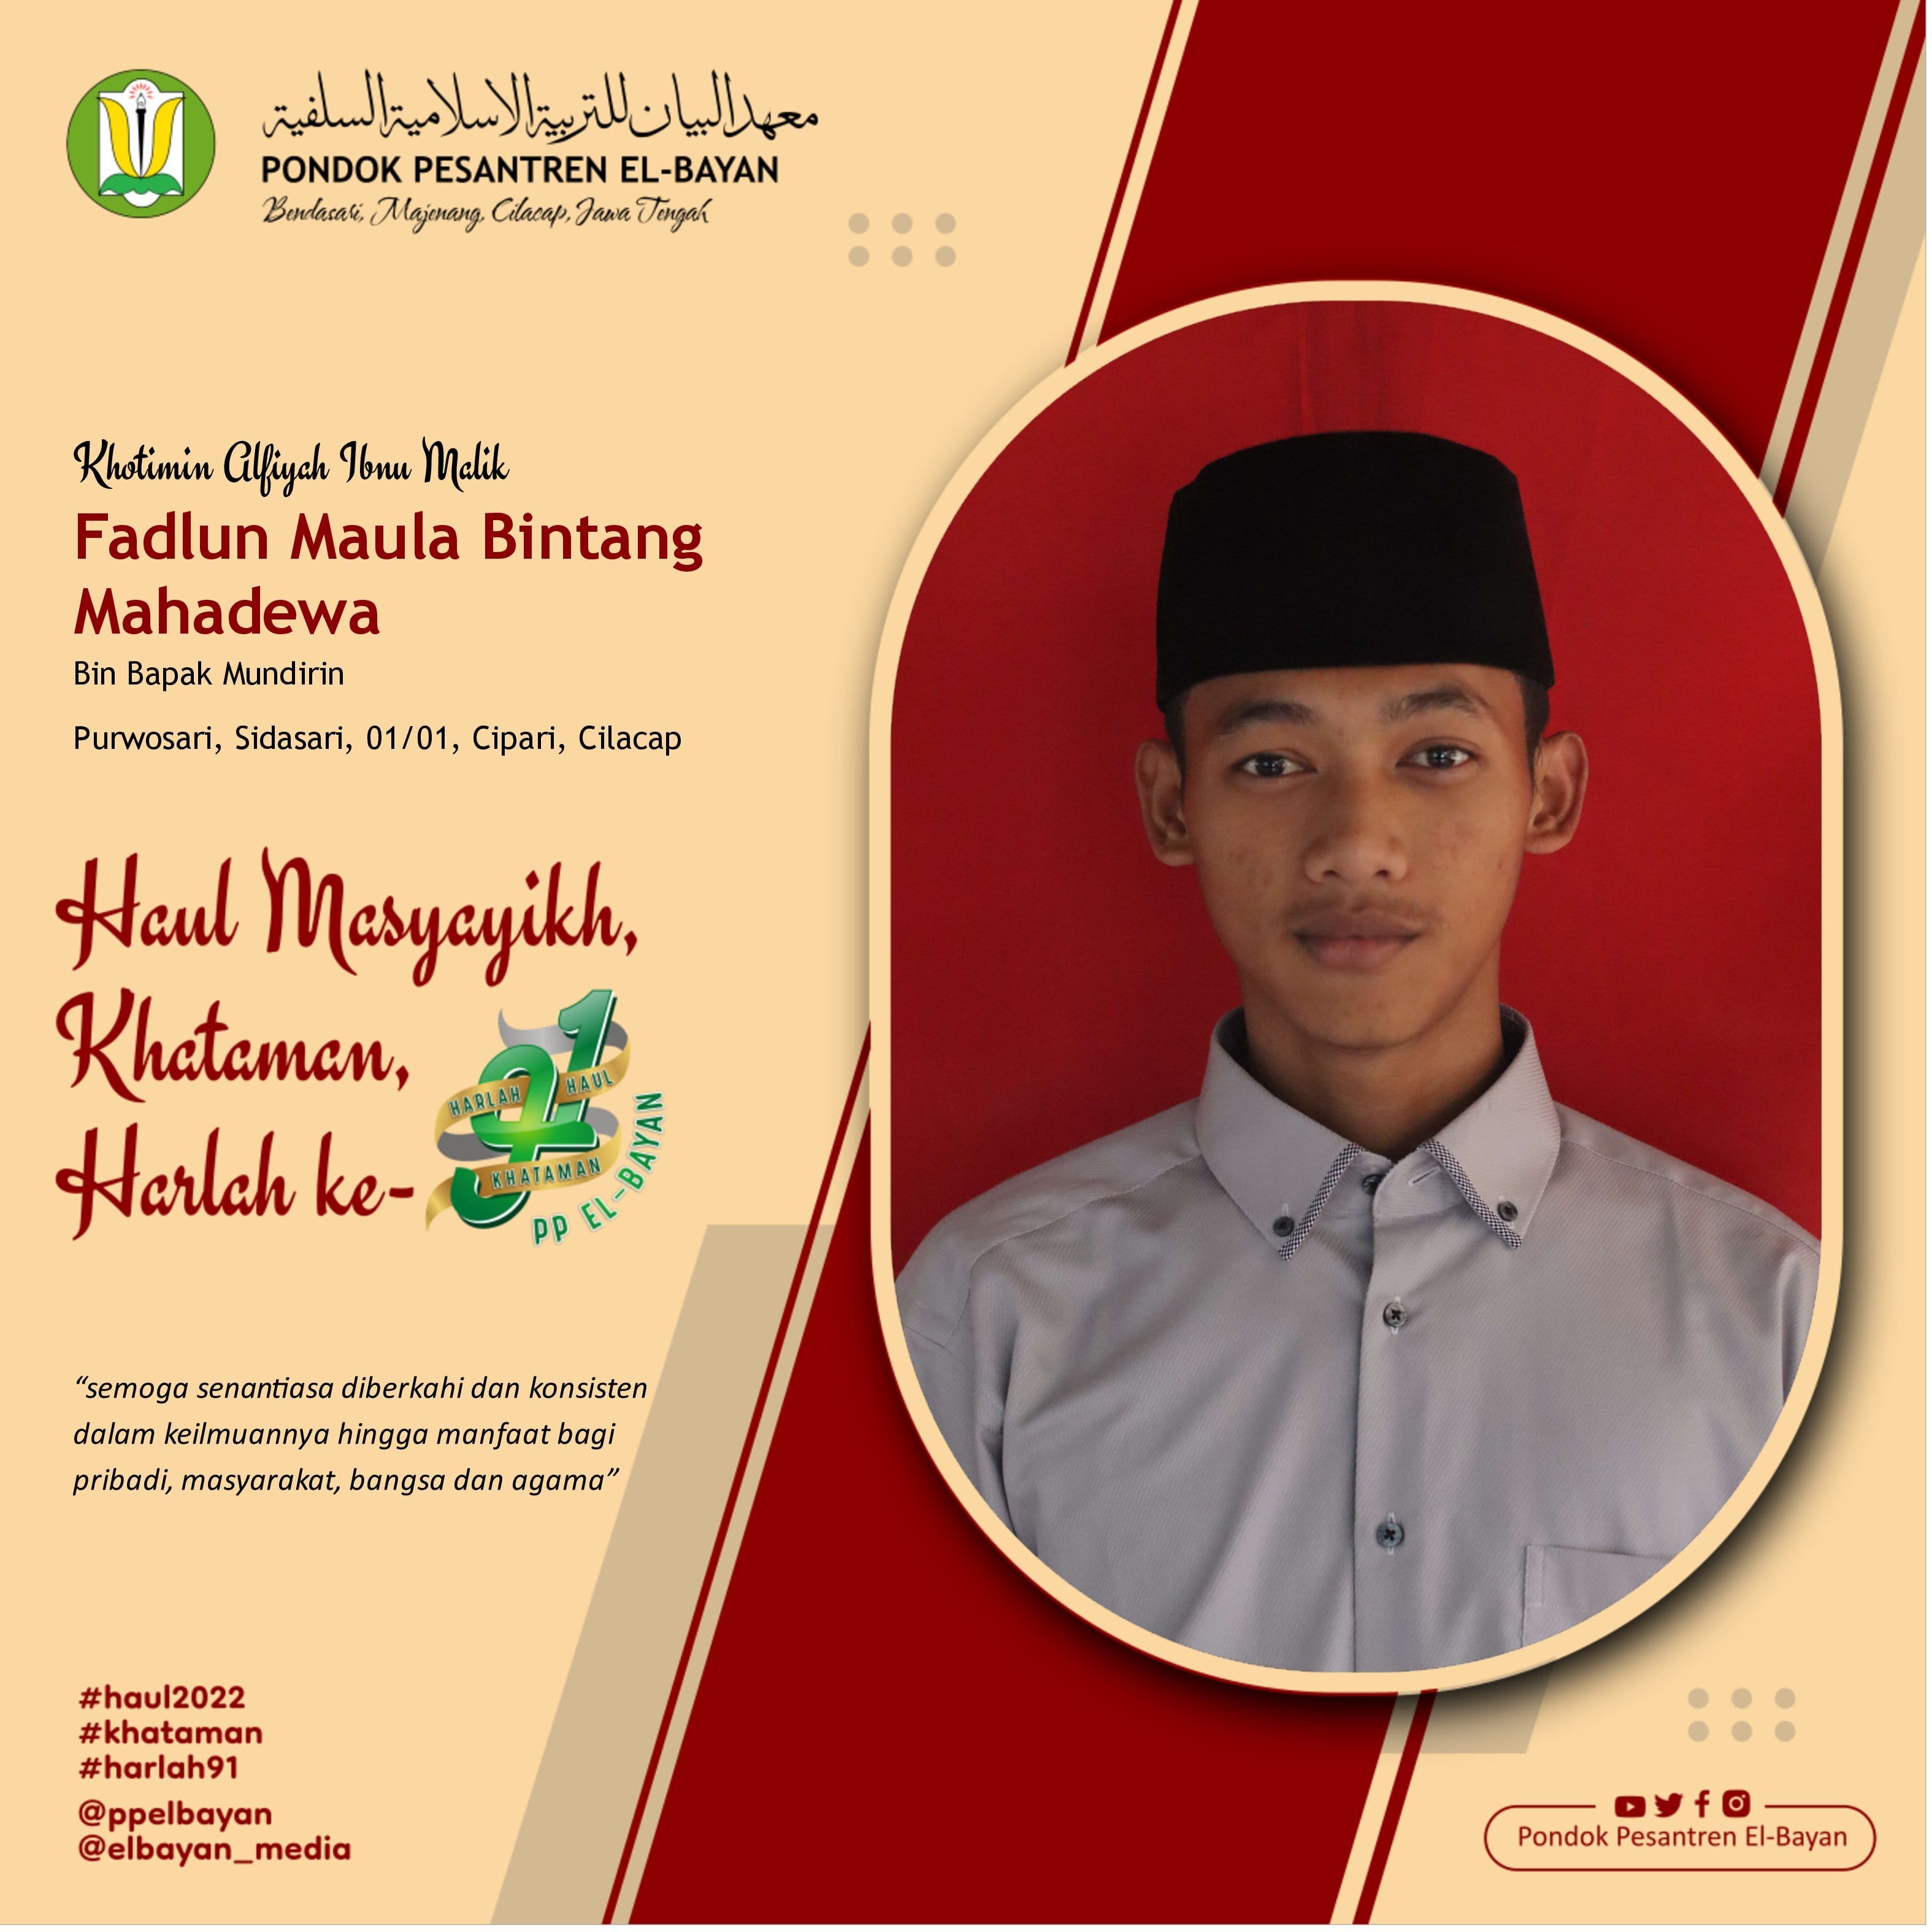 معهد البيان للتربية الاسلامية السلفية
PONDOK PESANTREN EL-BAYAN
Bendasari, Majenang, Cilacap, Jawa Tengah
Khotimin Alfiyah Ibnu Malik
Fadlun Maula Bintang
Mahadewa
Bin Bapak Mundirin
Purwosari, Sidasari, 01/01, Cipari, Cilacap
Haul Masyayikh,
Khataman,
Harlah ke-
91
HARLAH HAUL
KHATAMAN
PP EL-BAYAN
“semoga senantiasa diberkahi dan konsisten
dalam keilmuannya hingga manfaat bagi
pribadi, masyarakat, bangsa dan agama”
#haul2022
#khataman
#harlah91
@ppelbayan
@elbayan_media
Pondok Pesantren El-Bayan